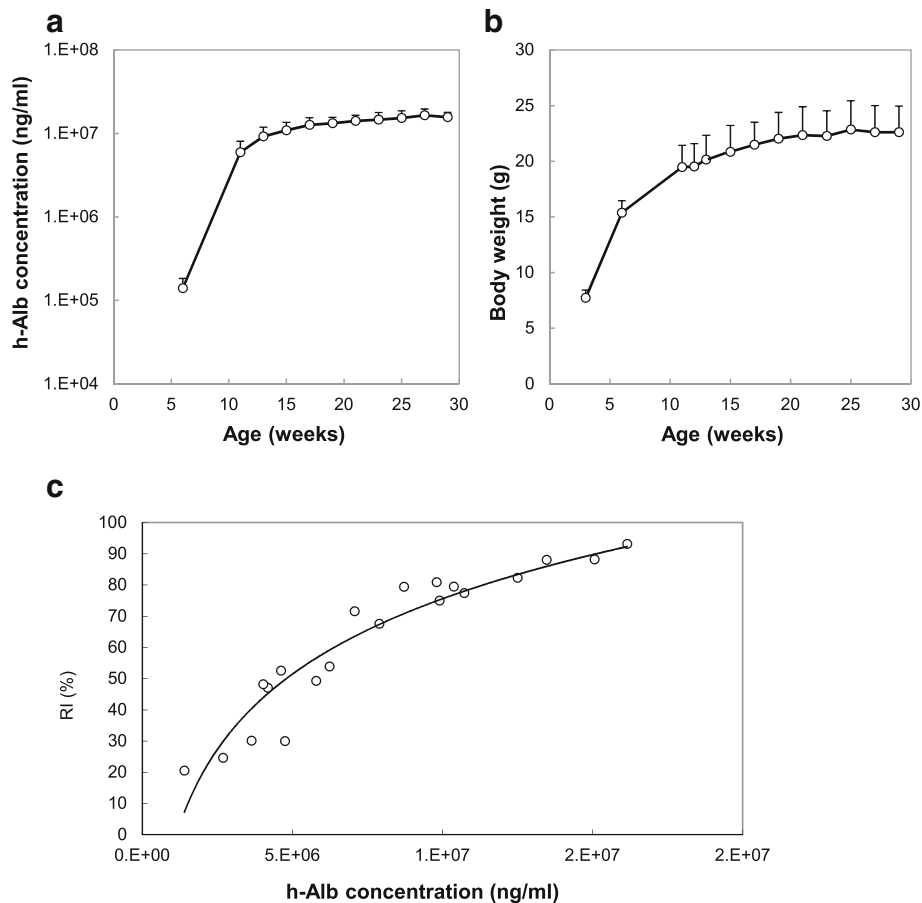 a
1.E+08
1.E+07
1.E+06
1.E+05
1.E+04
0 5 10 15 20 25 30
h-Alb concentration (ng/ml)
Age (weeks)
b
30
25
20
15
10
5
0
0 5 10 15 20 25 30
Body weight (g)
Age (weeks)
c
100
90
80
70
60
50
40
30
20
10
0
0.E+00 5.E+06 1.E+07 2.E+07 2.E+07
RI (%)
h-Alb concentration (ng/ml)